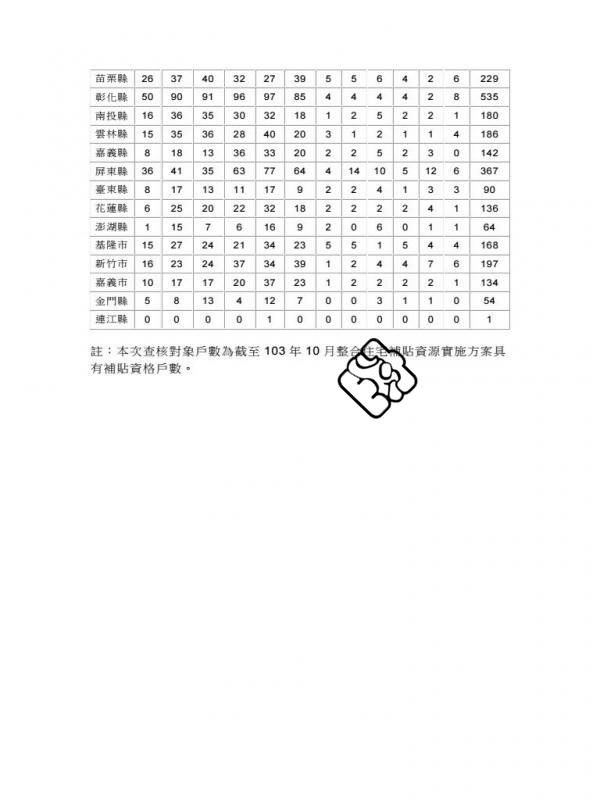 苗栗縣 26 37 40 32 27 39 5 5 6 4 2 6 229
彰化縣 50 90 91 96 97 85 4 4 4 4 2 8 535
南投縣 16 36 35 30 32 18 1 2 5 2 2 1 180
雲林縣 15 35 36 28 40 20 3 1 2 1 1 4 186
嘉義縣 8 18 13 36 33 20 2 2 5 2 3 0 142
屏東縣 36 41 35 63 77 64 4 14 10 5 12 6 367
臺東縣 8 17 13 11 17 9 2 2 4 1 3 3 90
花蓮縣 6 25 20 22 32 18 2 2 2 2 4 1 136
澎湖縣 1 15 7 6 16 9 2 0 6 0 1 1 64
基隆市 15 27 24 21 34 23 5 5 1 5 4 4 168
新竹市 16 23 24 37 34 39 1 2 4 4 7 6 197
嘉義市 10 17 17 20 37 23 1 2 2 2 2 1 134
金門縣 5 8 13 4 12 7 0 0 3 1 1 0 54
連江縣 0 0 0 0 1 0 0 0 0 0 0 0 1
註：本次查核對象戶數為截至 103 年 10 月整合住宅補貼資源實施方案具
有補貼資格戶數。